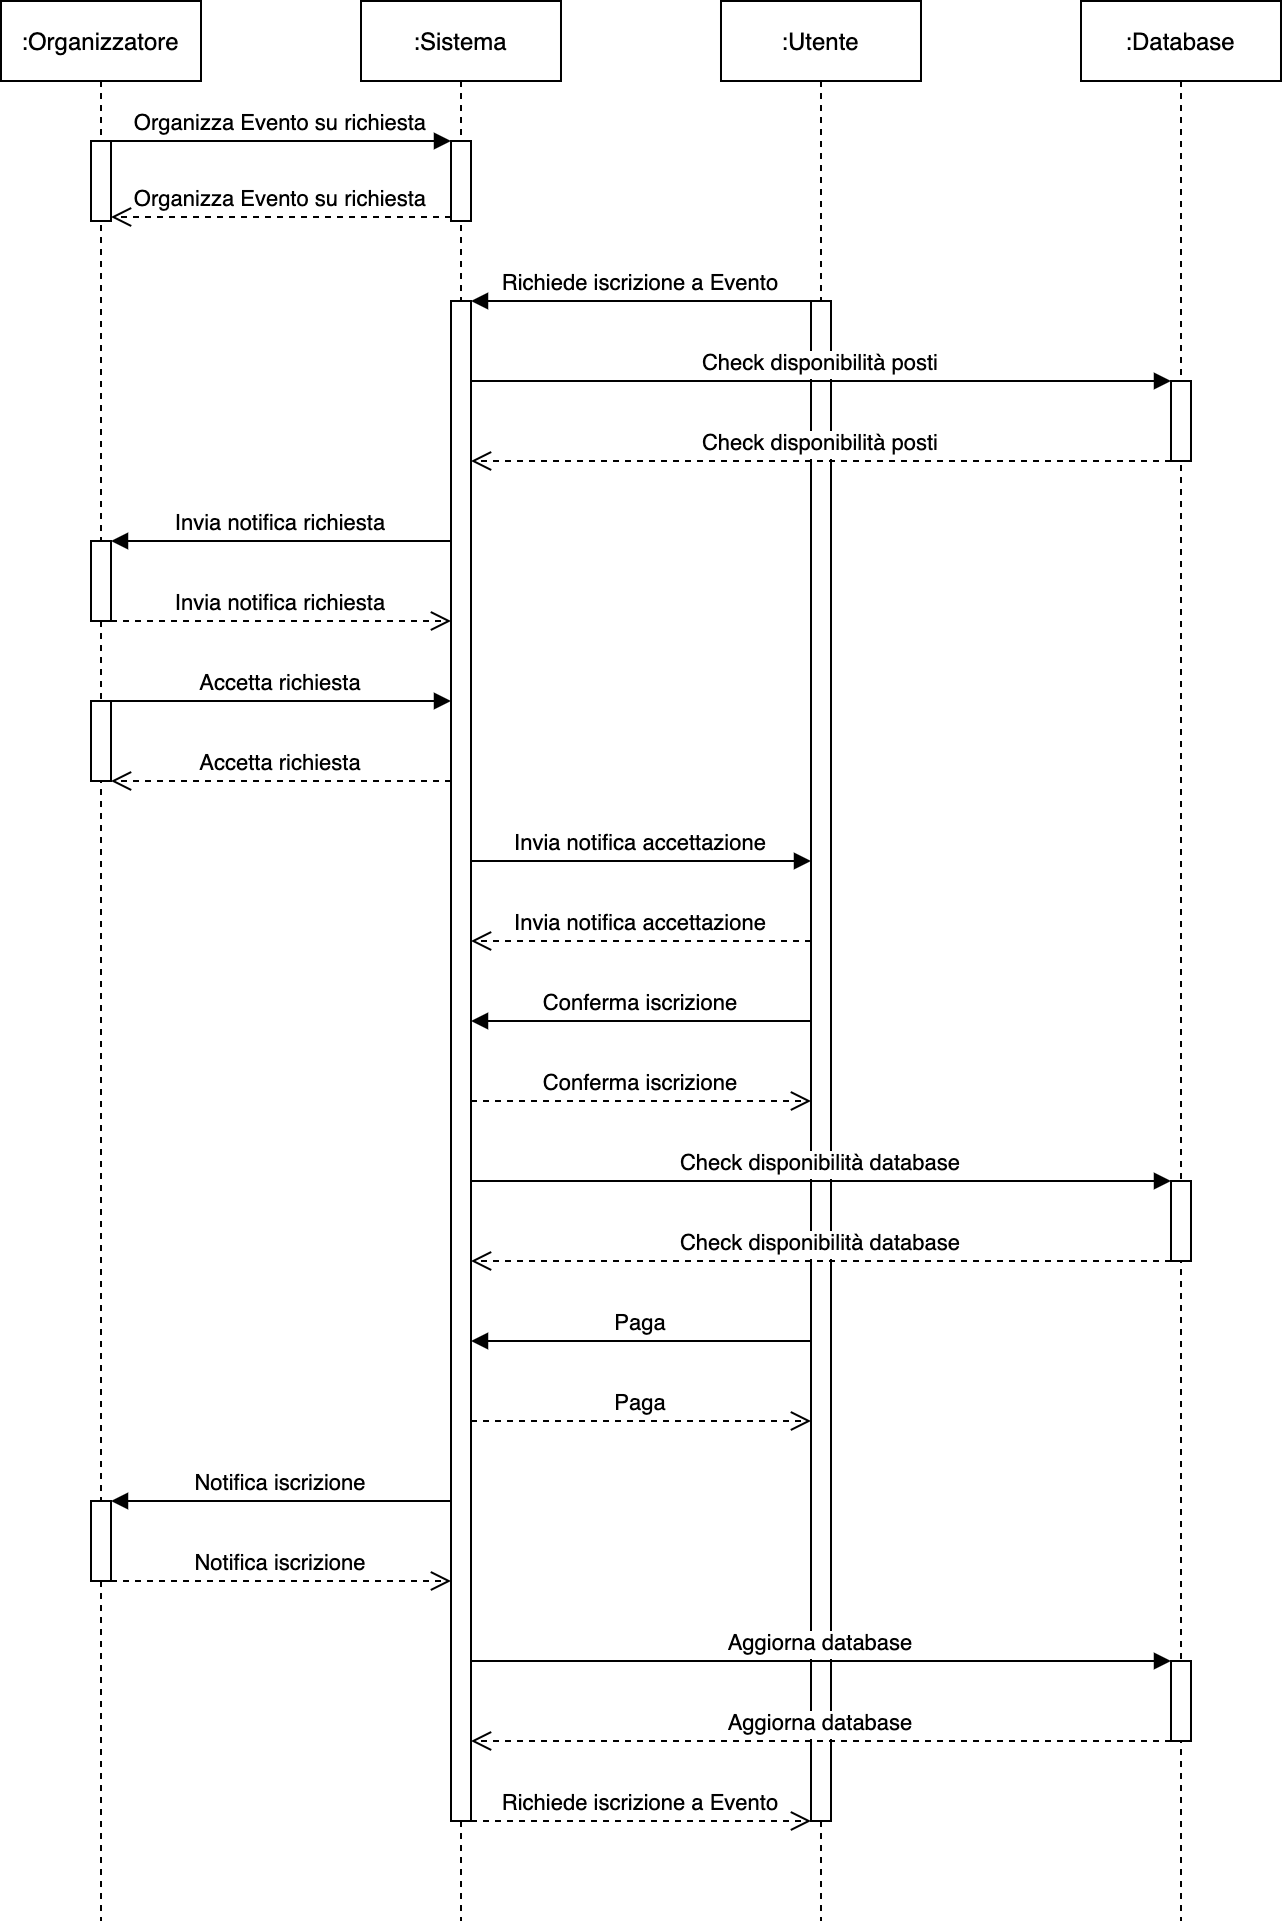 :Organizzatore
:Sistema
:Utente
:Database
Organizza Evento su richiesta
Organizza Evento su richiesta
Richiede iscrizione a Evento
Check disponibilità posti
Check disponibilità posti
Invia notifica richiesta
Invia notifica richiesta
Accetta richiesta
Accetta richiesta
Invia notifica accettazione
Invia notifica accettazione
Conferma iscrizione
Conferma iscrizione
Check disponibilità database
Check disponibilità database
Paga
Paga
Notifica iscrizione
Notifica iscrizione
Aggiorna database
Aggiorna database
Richiede iscrizione a Evento